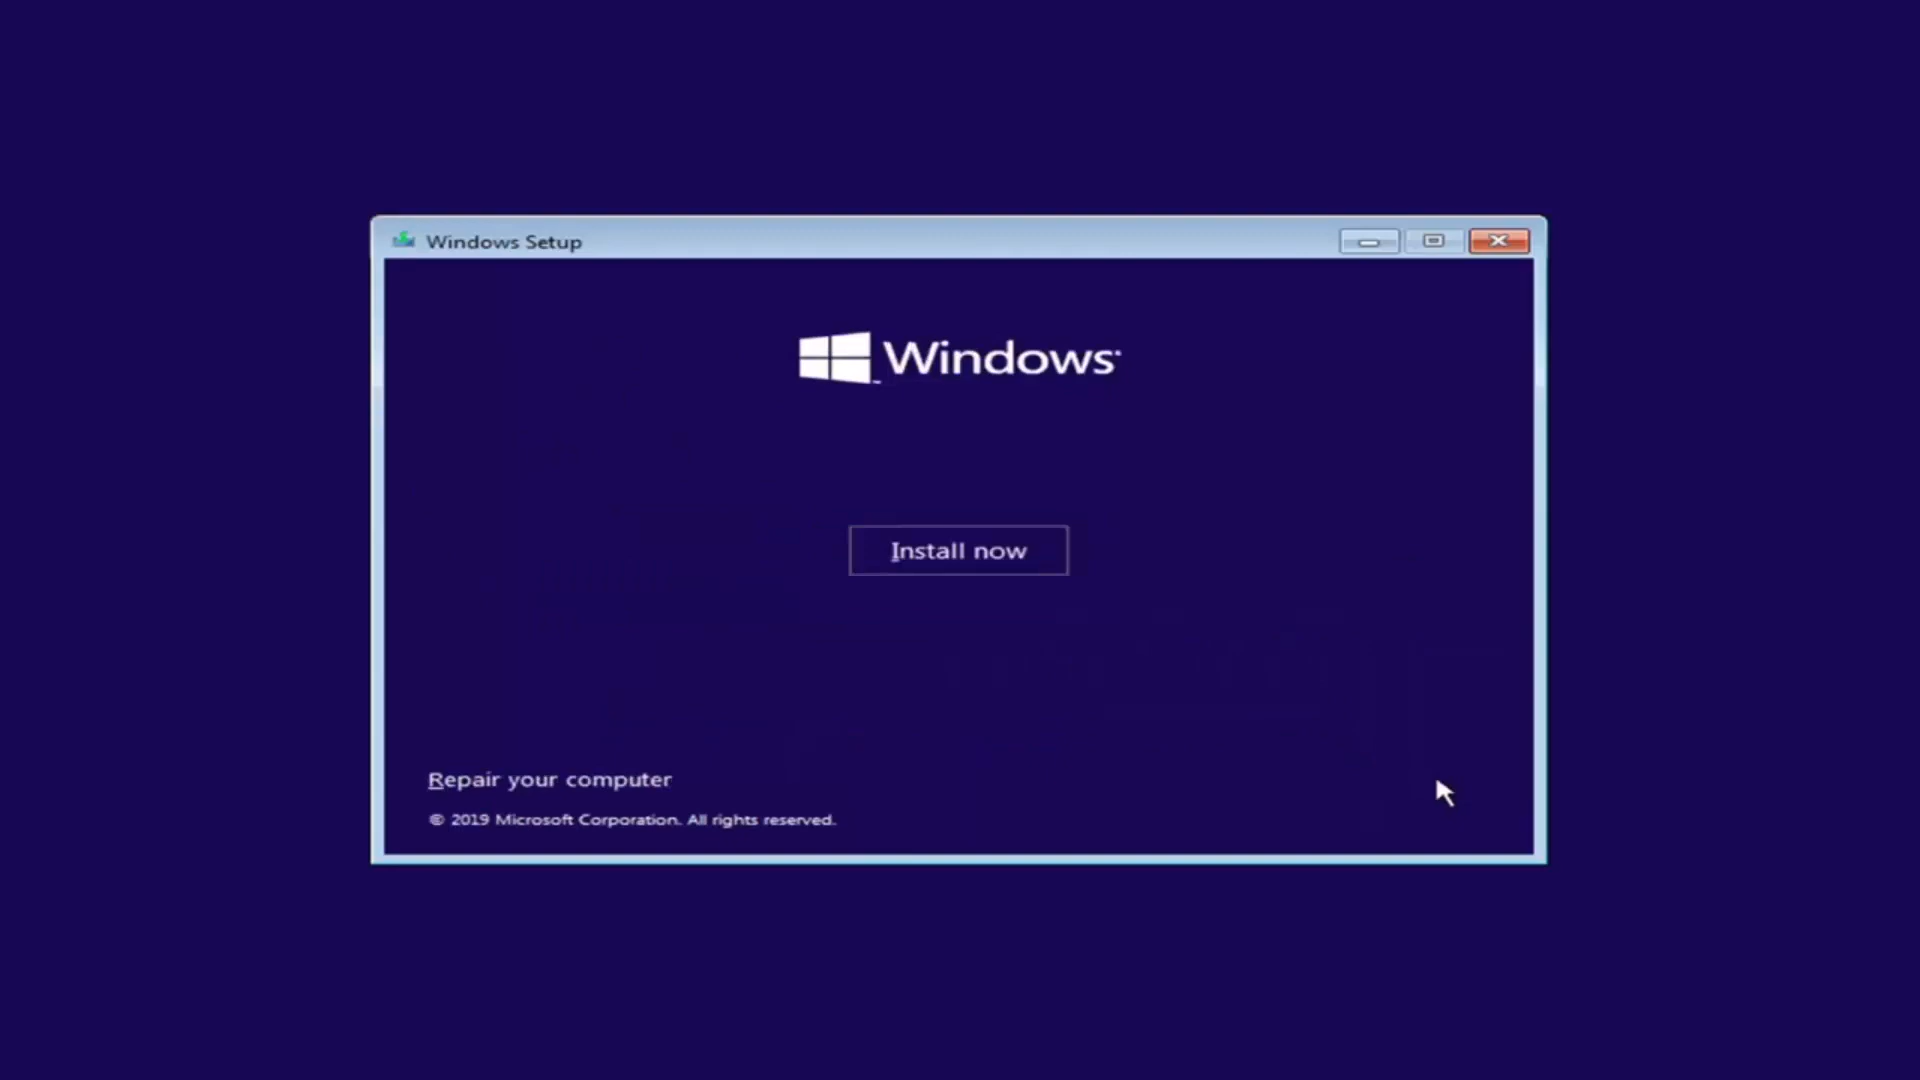 Windows Setup
Windows
Install now
Repair your computer
© 2019 Microsoft Corporation. All rights reserved.